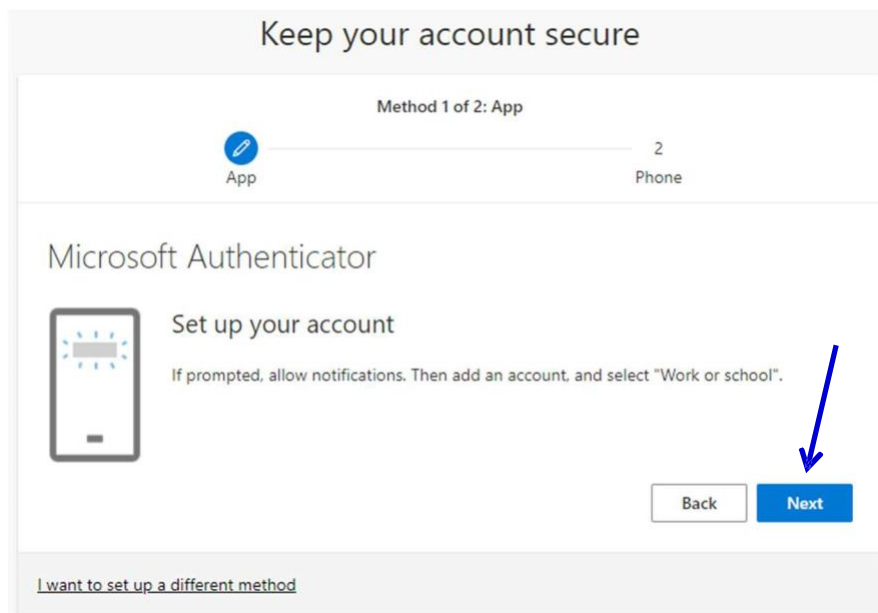 Keep your account secure
Method 1 of 2: App
2
App
Phone
Microsoft Authenticator
Set up your account
If prompted, allow notifications. Then add an account, and select "Work or school".
Back
Next
I want to set up a different method